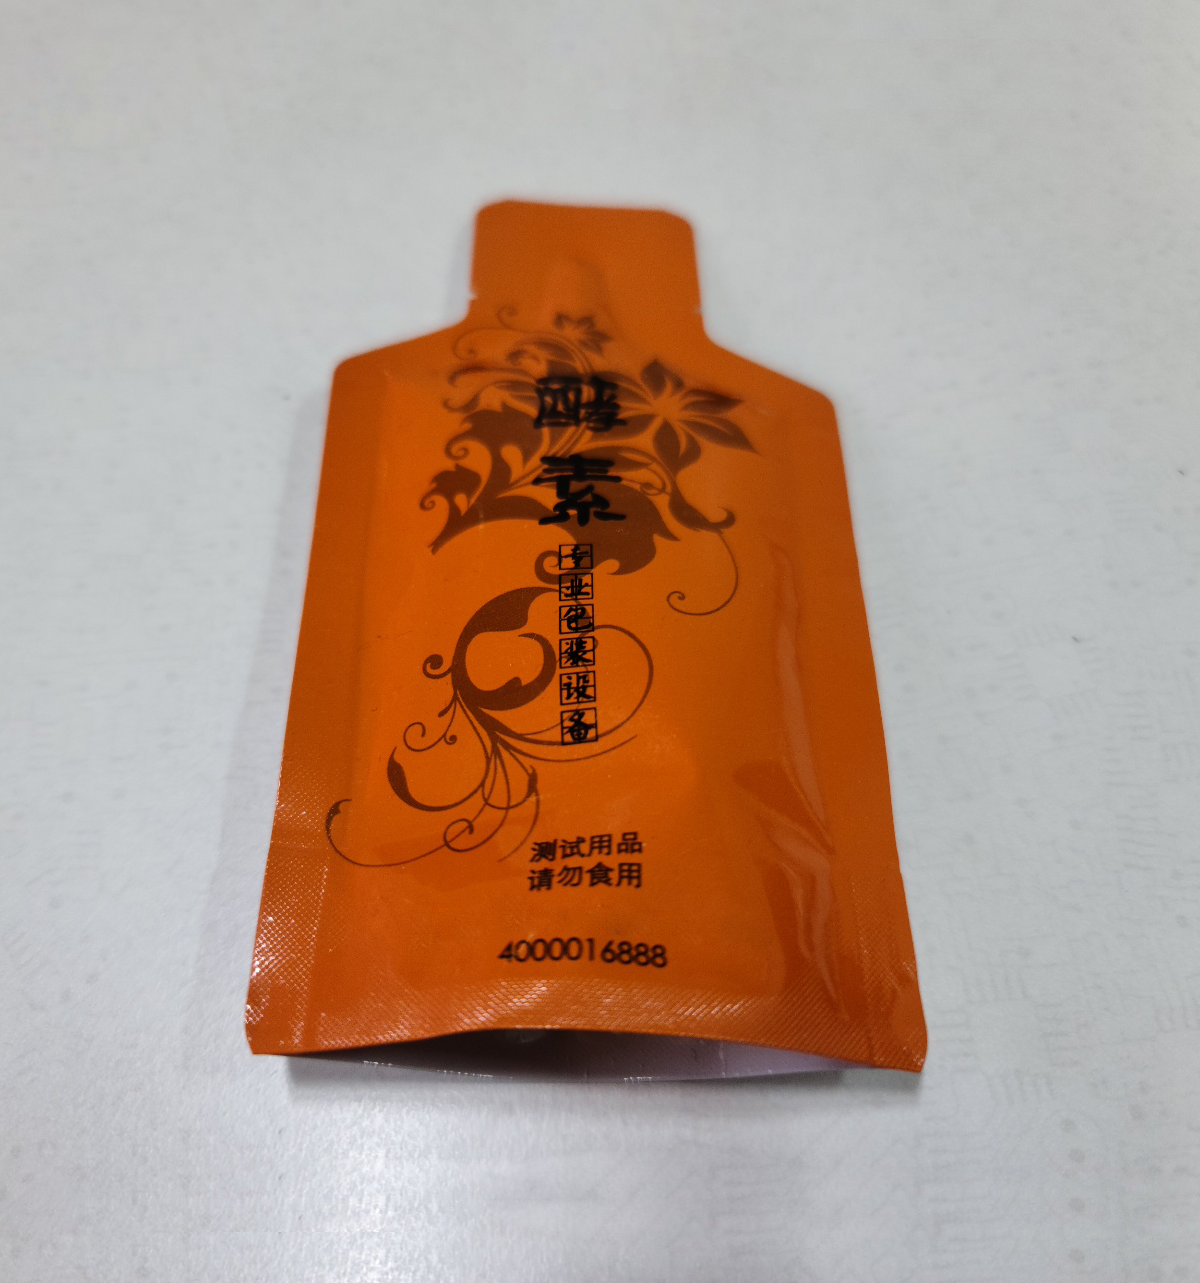 酵素
专业包装设备
测试用品
请勿食用
4000016888